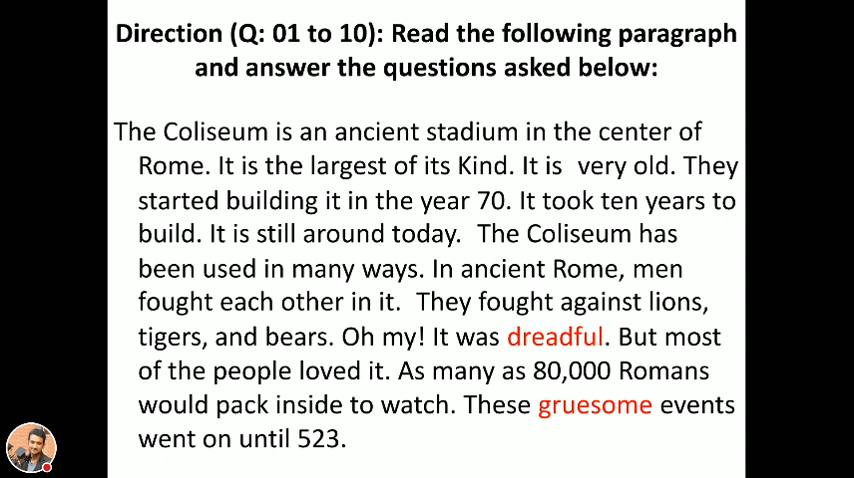 Direction (Q: 01 to 10): Read the following paragraph
and answer the questions asked below:
The Coliseum is an ancient stadium in the center of
Rome. It is the largest of its Kind. It is  very old. They
started building it in the year 70. It took ten years to
build. It is still around today.  The Coliseum has
been used in many ways. In ancient Rome, men
fought each other in it.  They fought against lions,
tigers, and bears. Oh my! It was dreadful. But most
of the people loved it. As many as 80,000 Romans
would pack inside to watch. These gruesome events
went on until 523.